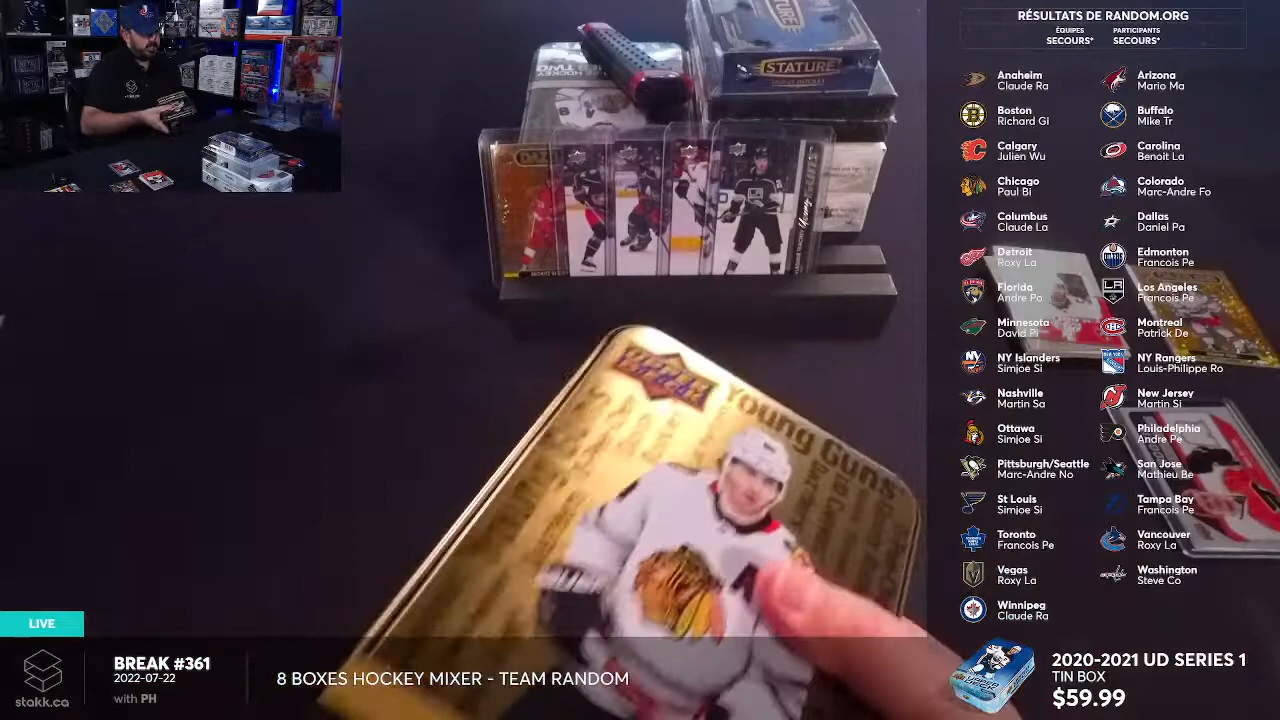 RÉSULTATS DE RANDOM.ORG
ÉQUIPES
SECOURS*
PARTICIPANTS
SECOURS*
Anaheim
Claude Ra
Arizona
Mario Ma
Boston
Richard Gi
Buffalo
Mike Tr
Calgary
Julien Wu
Carolina
Benoit La
Chicago
Paul Bi
Colorado
Marc-Andre Fo
Columbus
Claude La
Dallas
Daniel Pa
Detroit
Roxy La
Edmonton
Francois Pe
Florida
Andre Po
Los Angeles
Francois Pe
Minnesota
David Pl
Montreal
Patrick De
NY Islanders
Simjoe Si
NY Rangers
Louis-Philippe Ro
Nashville
Martin Sa
New Jersey
Martin Si
Ottawa
Simjoe Si
Philadelphia
Andre Pe
Pittsburgh/Seattle
Marc-Andre No
San Jose
Mathieu Be
St Louis
Simjoe Si
Tampa Bay
Francois Pe
Toronto
Francois Pe
Vancouver
Roxy La
Vegas
Roxy La
Washington
Steve Co
Winnipeg
Claude Ra
STATURE
Young Guns
LIVE
stakk.ca
BREAK #361
2022-07-22
with PH
8 BOXES HOCKEY MIXER - TEAM RANDOM
2020-2021 UD SERIES 1
TIN BOX
$59.99